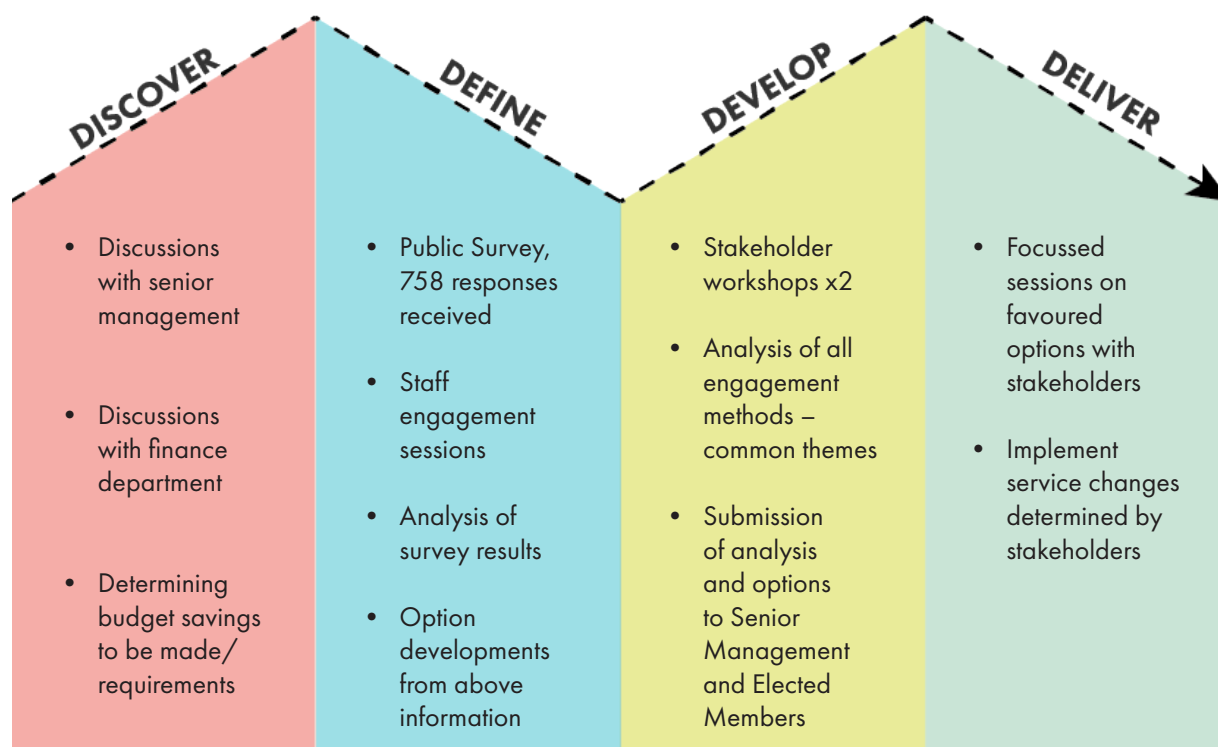 DISCOVER
• Discussions
with senior
management
• Discussions
with finance
department
• Determining
budget savings
to be made/
requirements
DEFINE
• Public Survey,
758 responses
received
• Staff
engagement
sessions
• Analysis of
survey results
• Option
developments
from above
information
DEVELOP
• Stakeholder
workshops x2
• Analysis of all
engagement
methods –
common themes
• Submission
of analysis
and options
to Senior
Management
and Elected
Members
DELIVER
• Focussed
sessions on
favoured
options with
stakeholders
• Implement
service changes
determined by
stakeholders